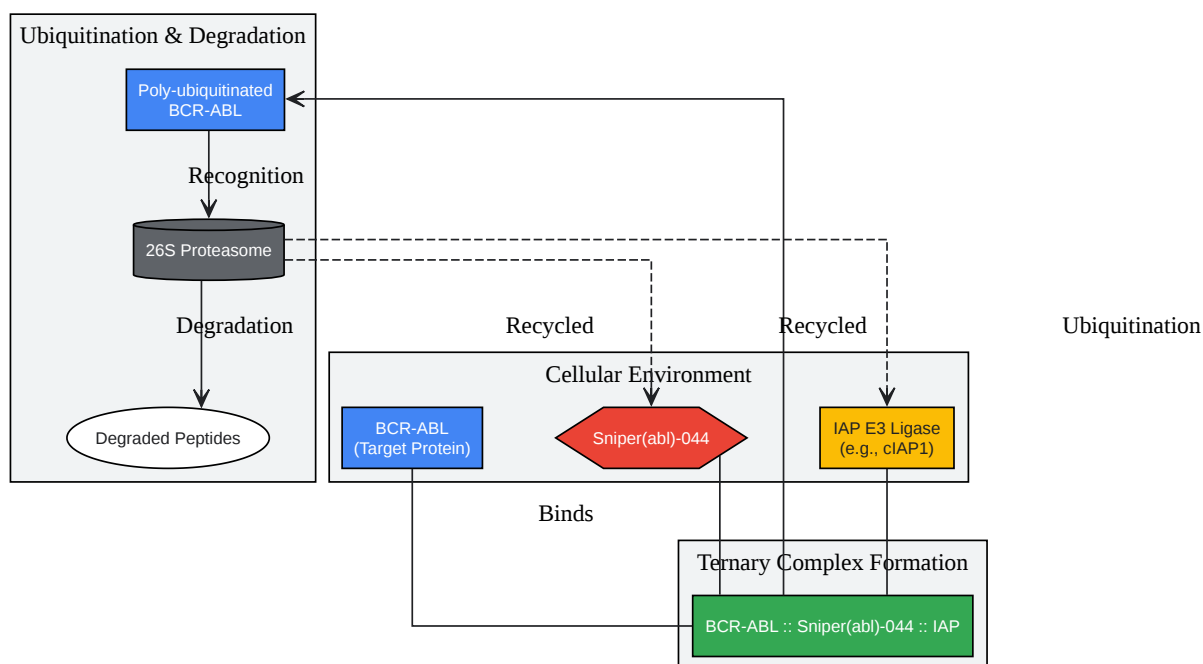 Ubiquitination & Degradation
Poly-ubiquitinated
BCR-ABL
Recognition
26S Proteasome
Degradation
Recycled
Recycled
Ubiquitination
Cellular Environment
BCR-ABL
(Target Protein)
Sniper(abl)-044
IAP E3 Ligase
(e.g., cIAP1)
Degraded Peptides
Binds
Ternary Complex Formation
BCR-ABL :: Sniper(abl)-044 :: IAP